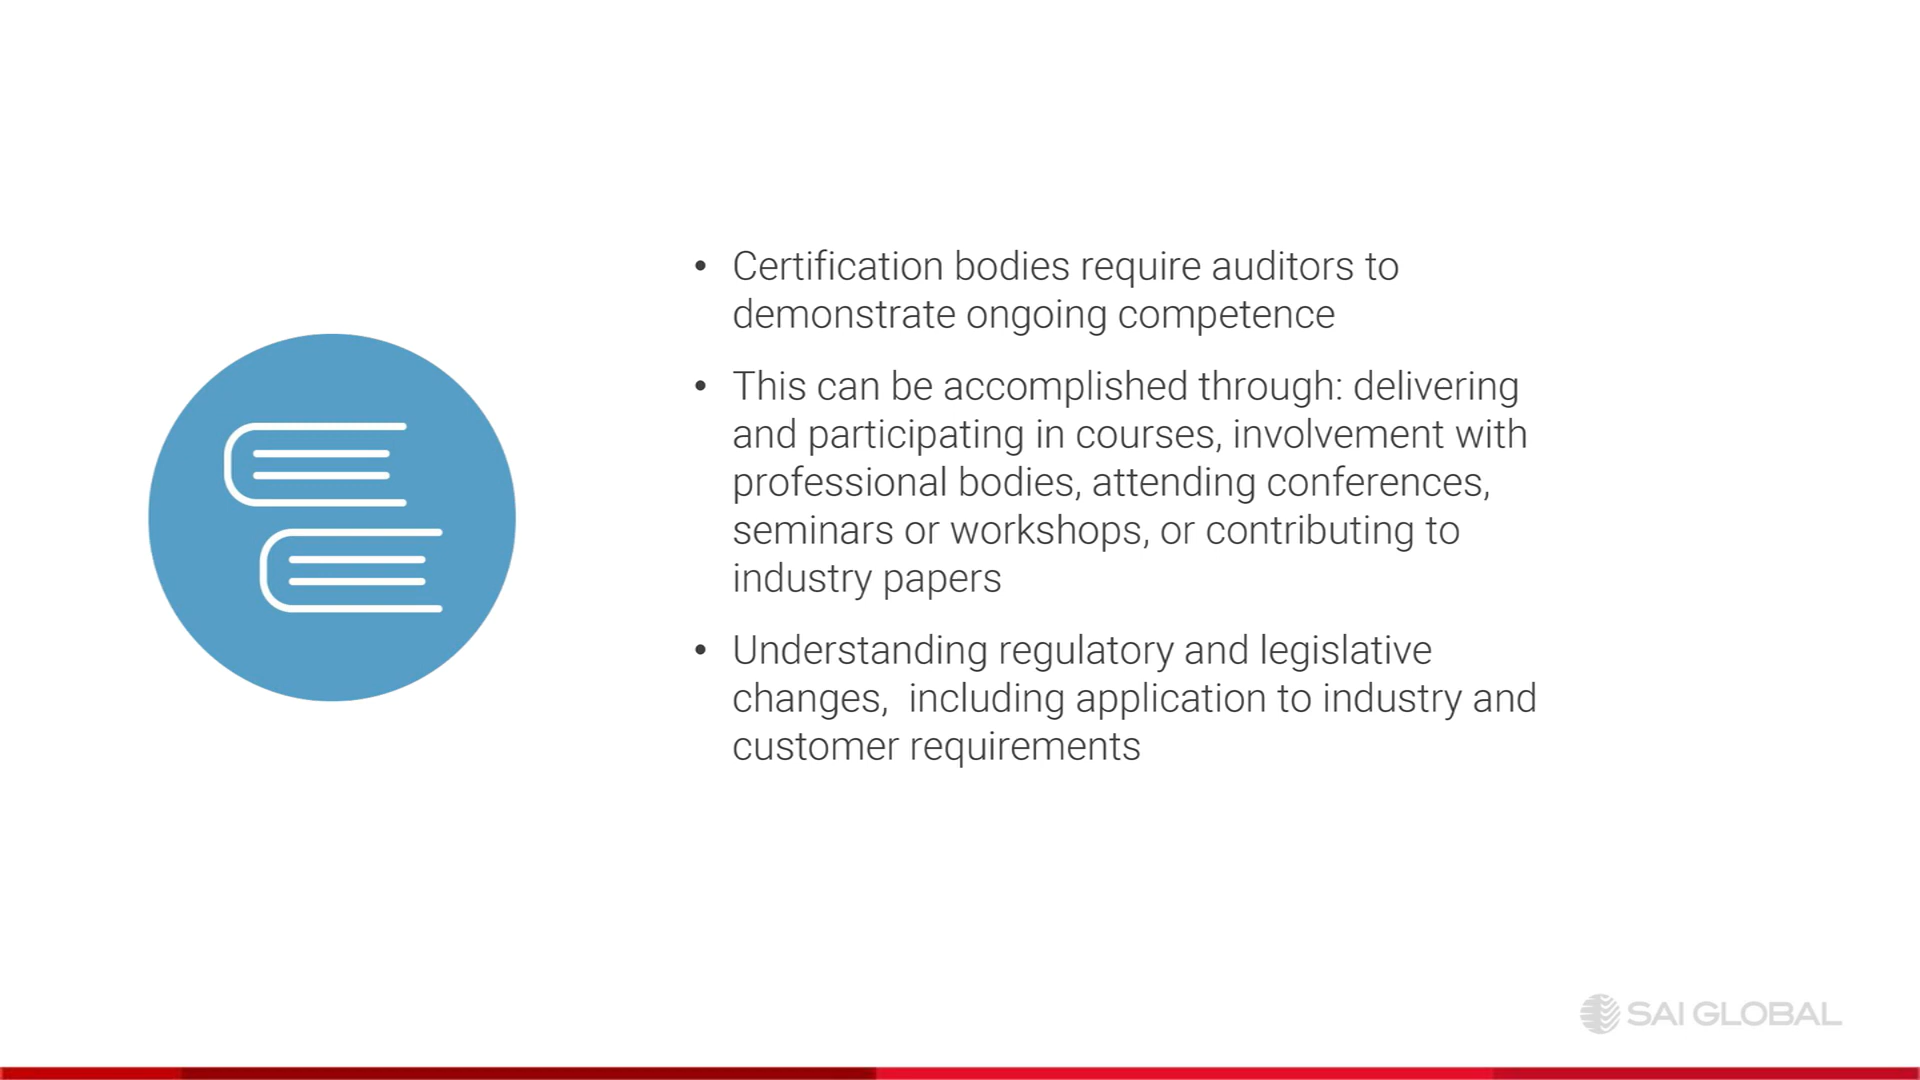 • Certification bodies require auditors to
demonstrate ongoing competence
• This can be accomplished through: delivering
and participating in courses, involvement with
professional bodies, attending conferences,
seminars or workshops, or contributing to
industry papers
• Understanding regulatory and legislative
changes,  including application to industry and
customer requirements
SAI GLOBAL